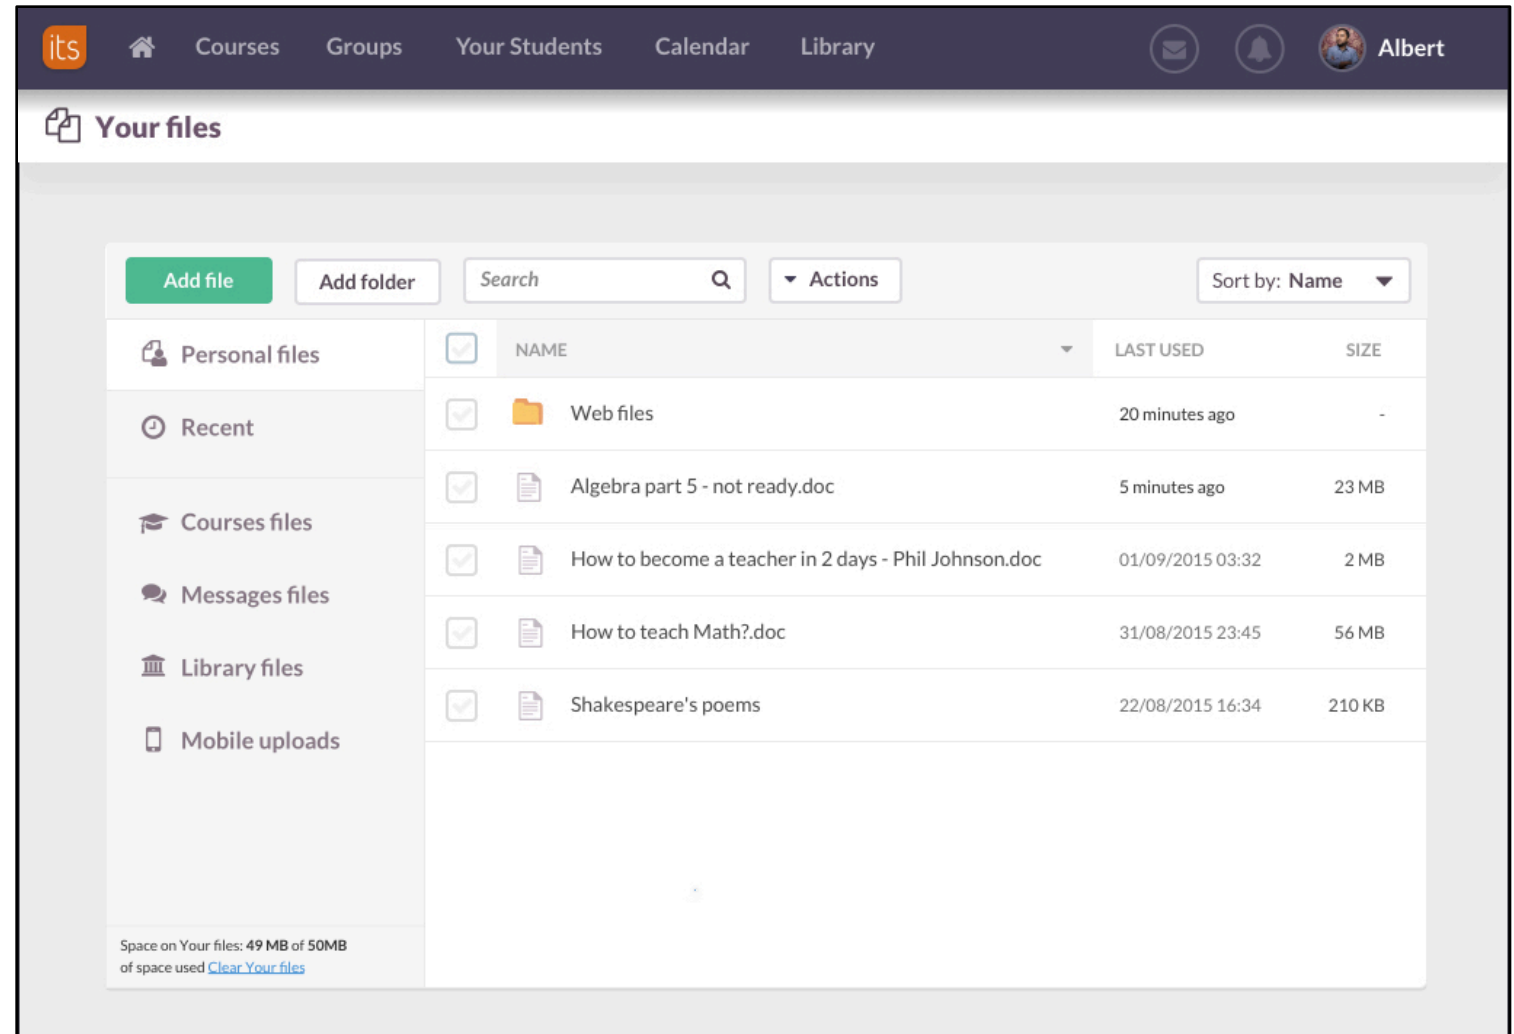 its Courses Groups Your Students Calendar Library Albert
Your files
Add file Add folder Search Actions Sort by: Name
Personal files
Recent
Courses files
Messages files
Library files
Mobile uploads
NAME LAST USED SIZE
Web files 20 minutes ago -
Algebra part 5 - not ready.doc 5 minutes ago 23 MB
How to become a teacher in 2 days - Phil Johnson.doc 01/09/2015 03:32 2 MB
How to teach Math?.doc 31/08/2015 23:45 56 MB
Shakespeare's poems 22/08/2015 16:34 210 KB
Space on Your files: 49 MB of 50MB
of space used Clear Your files